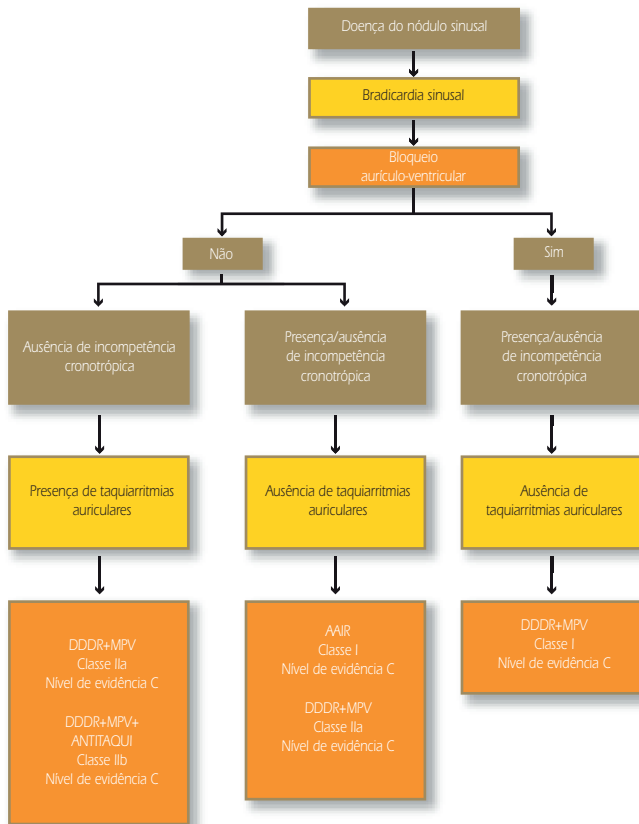 Doença do nódulo sinusal
Bradicardia sinusal
Bloqueio
aurículo-ventricular
Não
Sim
Ausência de incompetência
cronotrópica
Presença/ausência
de incompetência
cronotrópica
Presença/ausência
de incompetência
cronotrópica
Presença de taquiarritmias
auriculares
Ausência de taquiarritmias
auriculares
Ausência de
taquiarritmias auriculares
DDDR+MPV
Classe IIa
Nível de evidência C
DDDR+MPV+
ANTITAQUI
Classe IIb
Nível de evidência C
AAIR
Classe I
Nível de evidência C
DDDR+MPV
Classe IIa
Nível de evidência C
DDDR+MPV
Classe I
Nível de evidência C